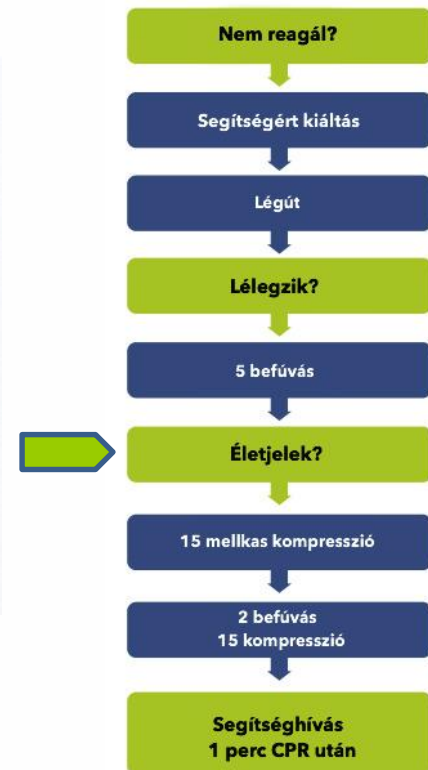 Nem reagál?
Segítségért kiáltás
Légút
Lélegzik?
5 befúvás
Életjelek?
15 mellkas kompresszió
2 befúvás
15 kompresszió
Segítséghívás
1 perc CPR után